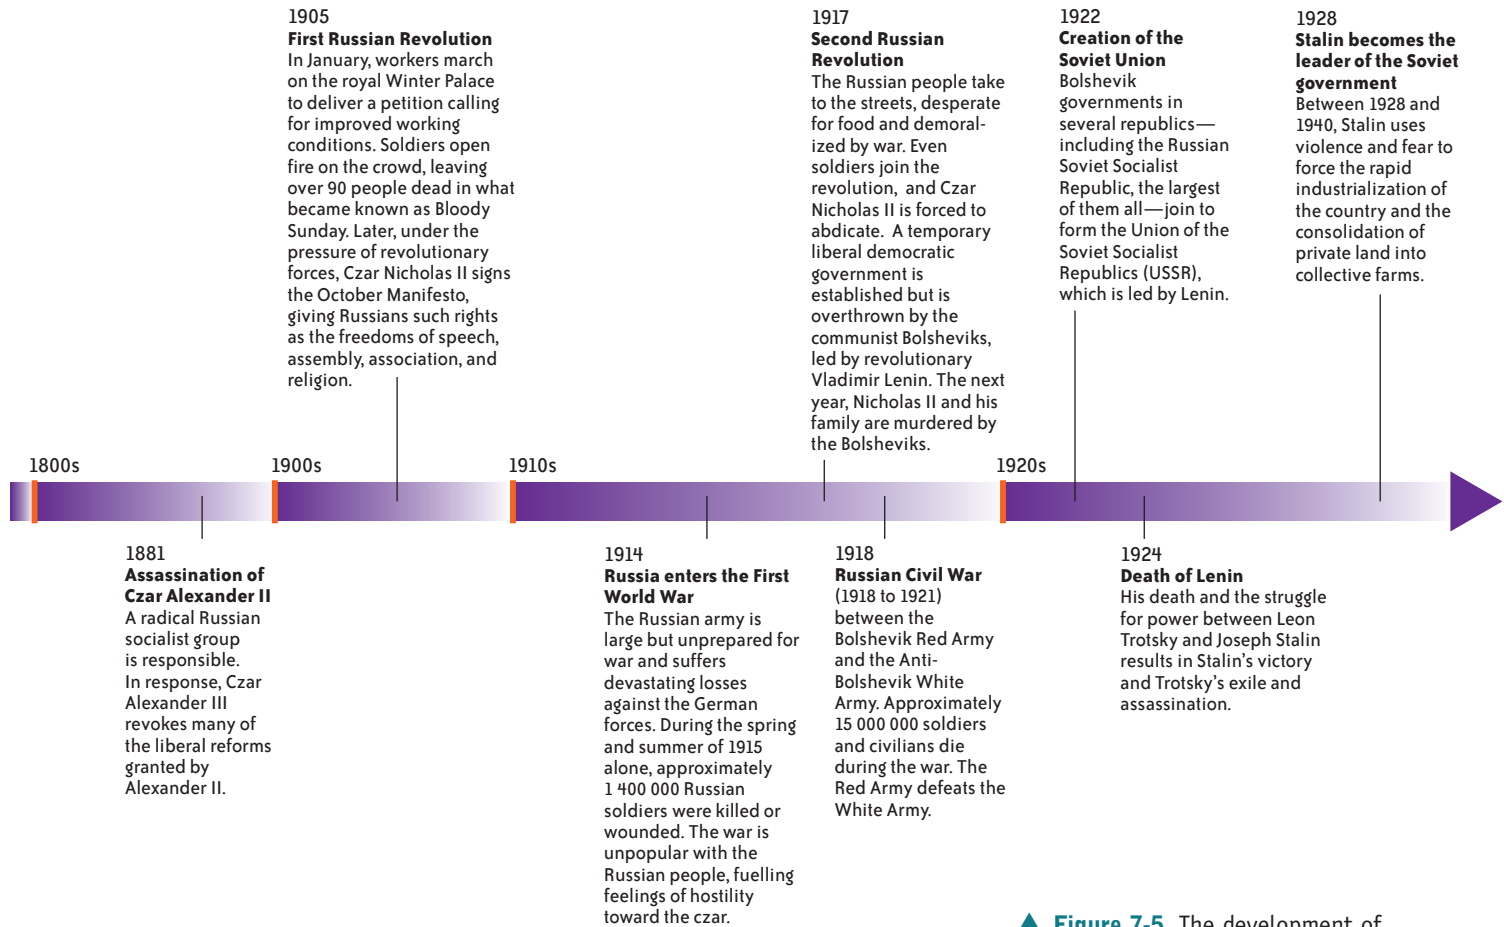 1905
First Russian Revolution
In January, workers march
on the royal Winter Palace
to deliver a petition calling
for improved working
conditions. Soldiers open
fire on the crowd, leaving
over 90 people dead in what
became known as Bloody
Sunday. Later, under the
pressure of revolutionary
forces, Czar Nicholas II signs
the October Manifesto,
giving Russians such rights
as the freedoms of speech,
assembly, association, and
religion.
1917
Second Russian
Revolution
The Russian people take
to the streets, desperate
for food and demoral-
ized by war. Even
soldiers join the
revolution, and Czar
Nicholas II is forced to
abdicate. A temporary
liberal democratic
government is
established but is
overthrown by the
communist Bolsheviks,
led by revolutionary
Vladimir Lenin. The next
year, Nicholas II and his
family are murdered by
the Bolsheviks.
1922
Creation of the
Soviet Union
Bolshevik
governments in
several republics—
including the Russian
Soviet Socialist
Republic, the largest
of them all—join to
form the Union of the
Soviet Socialist
Republics (USSR),
which is led by Lenin.
1928
Stalin becomes the
leader of the Soviet
government
Between 1928 and
1940, Stalin uses
violence and fear to
force the rapid
industrialization of
the country and the
consolidation of
private land into
collective farms.
1800s
1900s
1910s
1920s
1881
Assassination of
Czar Alexander II
A radical Russian
socialist group
is responsible.
In response, Czar
Alexander III
revokes many of
the liberal reforms
granted by
Alexander II.
1914
Russia enters the First
World War
The Russian army is
large but unprepared for
war and suffers
devastating losses
against the German
forces. During the spring
and summer of 1915
alone, approximately
1 400 000 Russian
soldiers were killed or
wounded. The war is
unpopular with the
Russian people, fuelling
feelings of hostility
toward the czar.
1918
Russian Civil War
(1918 to 1921)
between the
Bolshevik Red Army
and the Anti-
Bolshevik White
Army. Approximately
15 000 000 soldiers
and civilians die
during the war. The
Red Army defeats the
White Army.
1924
Death of Lenin
His death and the struggle
for power between Leon
Trotsky and Joseph Stalin
results in Stalin's victory
and Trotsky's exile and
assassination.
Figure 7-5 The development of